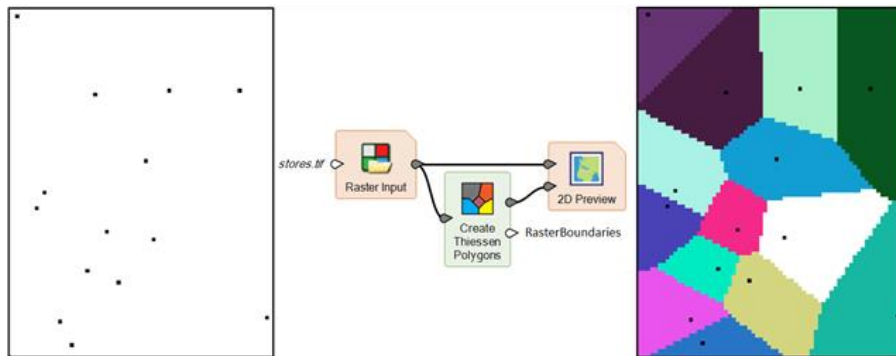 stores.tif
Raster Input
Create
Thiessen
Polygons
2D Preview
RasterBoundaries